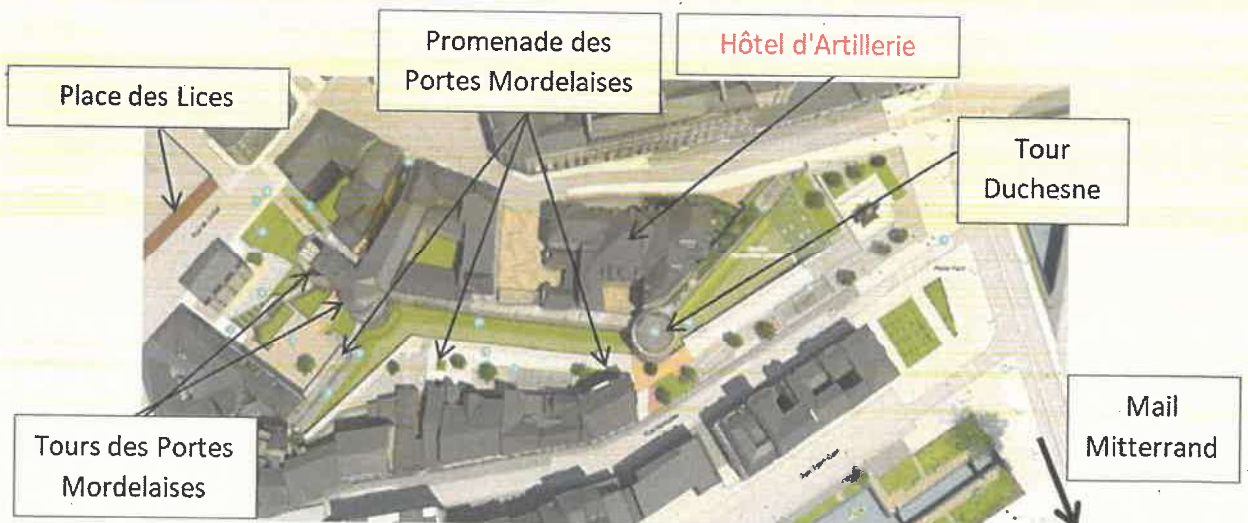 Promenade des
Portes Mordelaises
Hôtel d'Artillerie
Place des Lices
Tour
Duchesne
Tours des Portes
Mordelaises
Mail
Mitterrand